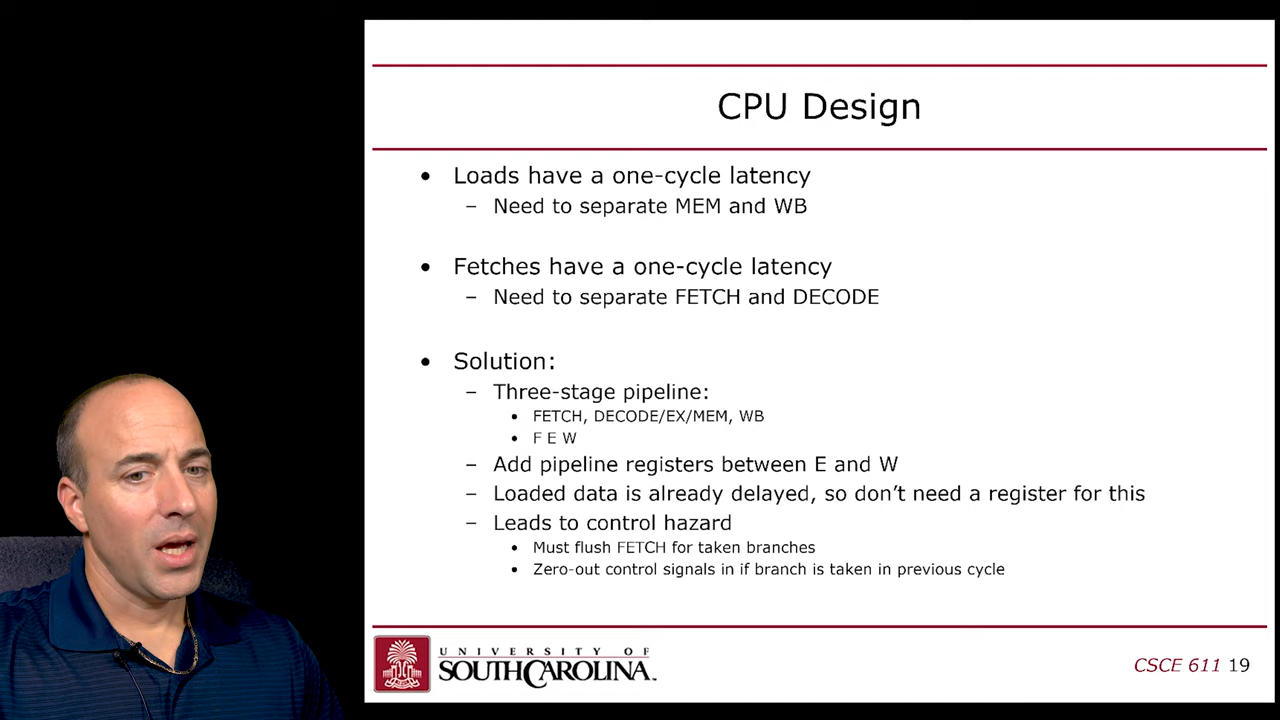 CPU Design
• Loads have a one-cycle latency
– Need to separate MEM and WB
• Fetches have a one-cycle latency
– Need to separate FETCH and DECODE
• Solution:
– Three-stage pipeline:
• FETCH, DECODE/EX/MEM, WB
• F E W
– Add pipeline registers between E and W
– Loaded data is already delayed, so don't need a register for this
– Leads to control hazard
• Must flush FETCH for taken branches
• Zero-out control signals in if branch is taken in previous cycle
UNIVERSITY OF
SOUTH CAROLINA.
CSCE 611 19